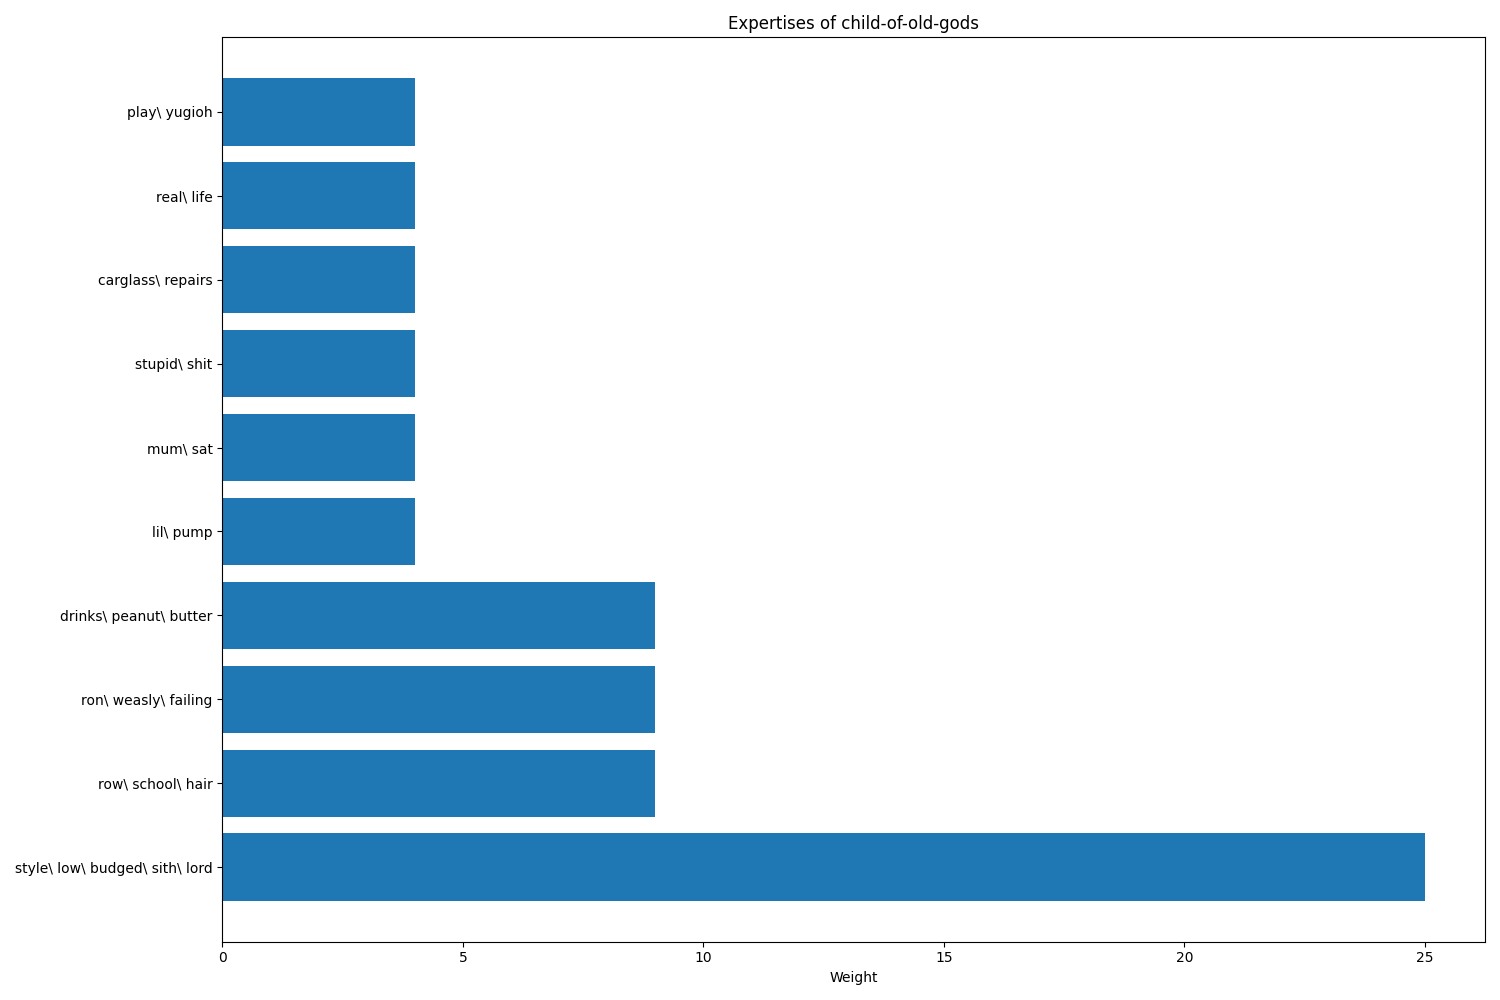 Expertises of child-of-old-gods
play\ yugioh
real\ life
carglass\ repairs
stupid\ shit
mum\ sat
lil\ pump
drinks\ peanut\ butter
ron\ weasly\ failing
row\ school\ hair
style\ low\ budged\ sith\ lord
0 5 10 15 20 25
Weight